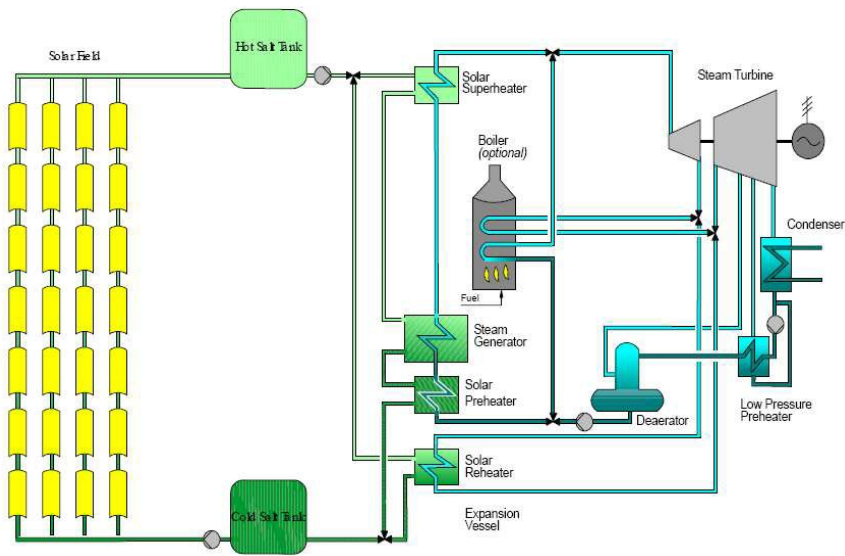 Solar Field
Hot Salt Tank
Solar
Superheater
Steam Turbine
Boiler
(optional)
Condenser
Fuel
Steam
Generator
Solar
Preheater
Deaerator
Low Pressure
Preheater
Solar
Reheater
Cold Salt Tank
Expansion
Vessel